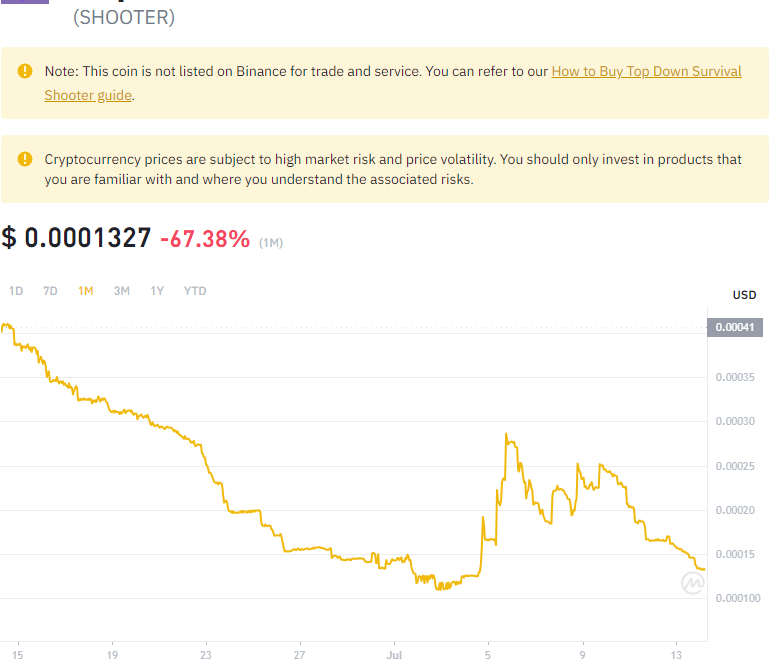 (SHOOTER)
Note: This coin is not listed on Binance for trade and service. You can refer to our How to Buy Top Down Survival
Shooter guide.
Cryptocurrency prices are subject to high market risk and price volatility. You should only invest in products that
you are familiar with and where you understand the associated risks.
$ 0.0001327 -67.38% (1M)
1D 7D 1M 3M 1Y YTD
USD
0.00041
0.00035
0.00030
0.00025
0.00020
0.00015
0.000100
15 19 23 27 Jul 5 9 13